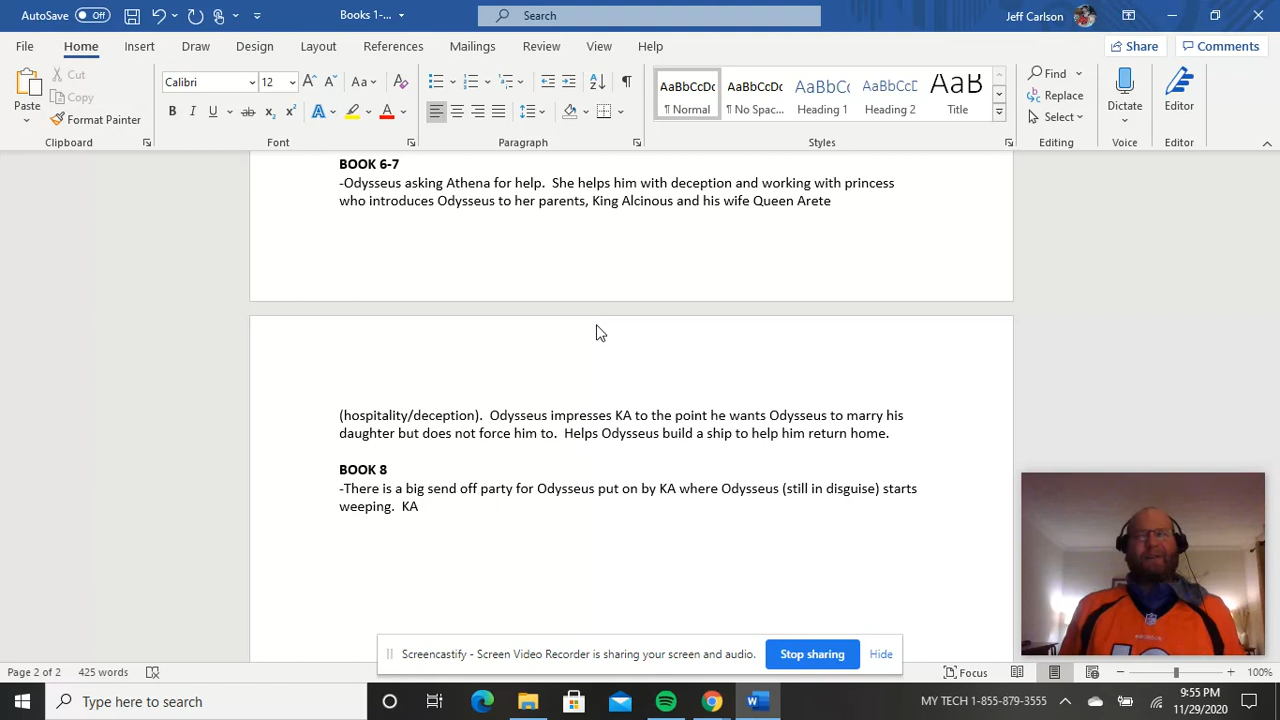 AutoSave
Off
Books 1-...
Search
Jeff Carlson
File
Home
Insert
Draw
Design
Layout
References
Mailings
Review
View
Help
Share
Comments
Paste
Cut
Copy
Format Painter
Clipboard
Calibri
12
Font
Paragraph
AaBbCcDc
¶ Normal
AaBbCcDc
¶ No Spac...
AaBbCc
Heading 1
AaBbCcE
Heading 2
AaB
Title
Styles
Find
Replace
Select
Editing
Dictate
Voice
Editor
Editor
BOOK 6-7
-Odysseus asking Athena for help.  She helps him with deception and working with princess
who introduces Odysseus to her parents, King Alcinous and his wife Queen Arete
(hospitality/deception).  Odysseus impresses KA to the point he wants Odysseus to marry his
daughter but does not force him to.  Helps Odysseus build a ship to help him return home.
BOOK 8
-There is a big send off party for Odysseus put on by KA where Odysseus (still in disguise) starts
weeping.  KA
Screencastify - Screen Video Recorder is sharing your screen and audio.
Stop sharing
Hide
Page 2 of 2
425 words
Focus
100%
Type here to search
MY TECH 1-855-879-3555
9:55 PM
11/29/2020